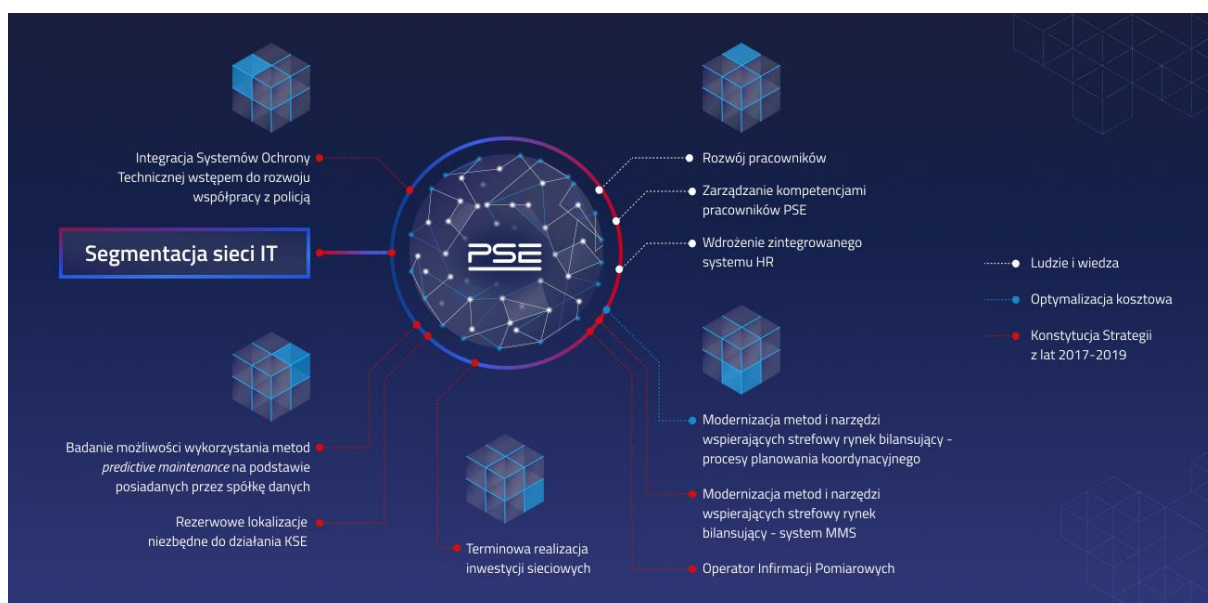 Integracja Systemów Ochrony
Technicznej wstępem do rozwoju
współpracy z policją
Segmentacja sieci IT
Badanie możliwości wykorzystania metod
predictive maintenance na podstawie
posiadanych przez spółkę danych
Rezerwowe lokalizacje
niezbędne do działania KSE
PSE
Terminowa realizacja
inwestycji sieciowych
Rozwój pracowników
Zarządzanie kompetencjami
pracowników PSE
Wdrożenie zintegrowanego
systemu HR
Modernizacja metod i narzędzi
wspierających strefowy rynek bilansujący -
procesy planowania koordynacyjnego
Modernizacja metod i narzędzi
wspierających strefowy rynek
bilansujący - system MMS
Operator Infirmacji Pomiarowych
Ludzie i wiedza
Optymalizacja kosztowa
Konstytucja Strategii
z lat 2017-2019